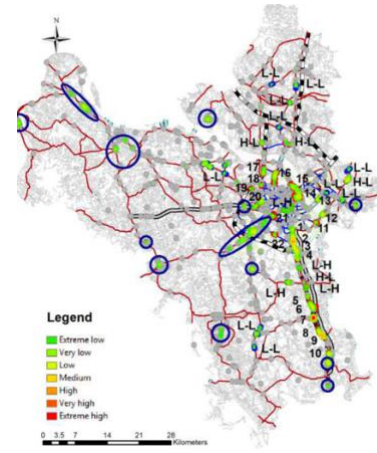 N
L-L
L-L
L-L
H-L
H-L
L-L
17
16
15
L-L
H-L
18
19
14
13
L-L
20
L-H
12
21
11
1
22
2
3
4
L-H
H-L
L-H
L-H
5
6
7
8
9
L-L
10
Legend
Extreme low
Very low
Low
Medium
High
Very high
Extreme high
0 3.5 7 14 21 28
Kilometers